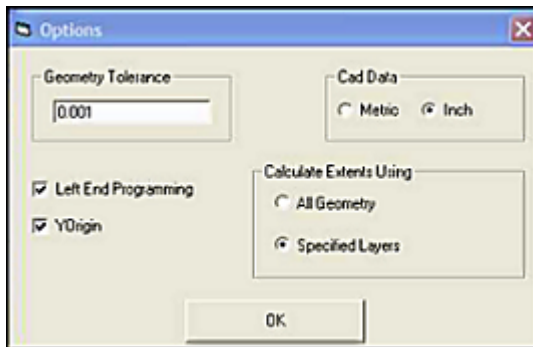 Options
Geometry Tolerance
0.001
Cad Data
Metric Inch
Left End Programming
YOrigin
Calculate Extents Using
All Geometry
Specified Layers
OK